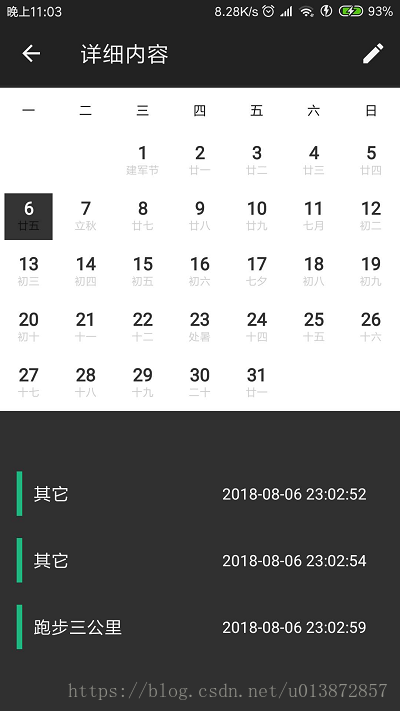 晚上11:03 8.28K/s 93%
详细内容
一 二 三 四 五 六 日
1 2 3 4 5
建军节 廿一 廿二 廿三 廿四
6 7 8 9 10 11 12
廿五 立秋 廿七 廿八 廿九 七月 初二
13 14 15 16 17 18 19
初三 初四 初五 初六 七夕 初八 初九
20 21 22 23 24 25 26
初十 十一 十二 处暑 十四 十五 十六
27 28 29 30 31
十七 十八 十九 二十 廿一
其它 2018-08-06 23:02:52
其它 2018-08-06 23:02:54
跑步三公里 2018-08-06 23:02:59
https://blog.csdn.net/u013872857